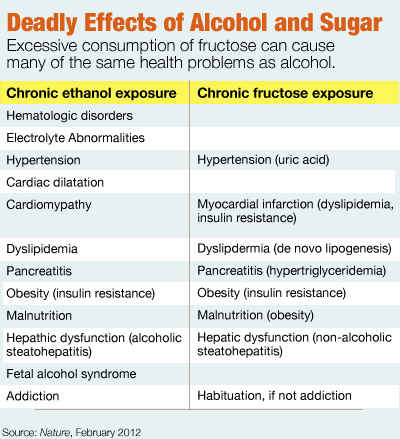 Deadly Effects of Alcohol and Sugar
Excessive consumption of fructose can cause
many of the same health problems as alcohol.
Chronic ethanol exposure Chronic fructose exposure
Hematologic disorders
Electrolyte Abnormalities
Hypertension Hypertension (uric acid)
Cardiac dilatation
Cardiomypathy Myocardial infarction (dyslipidemia,
insulin resistance)
Dyslipidemia Dyslipdermia (de novo lipogenesis)
Pancreatitis Pancreatitis (hypertriglyceridemia)
Obesity (insulin resistance) Obesity (insulin resistance)
Malnutrition Malnutrition (obesity)
Hepathic dysfunction (alcoholic Hepatic dysfunction (non-alcoholic
steatohepatitis) steatohepatitis)
Fetal alcohol syndrome
Addiction Habituation, if not addiction
Source: Nature, February 2012